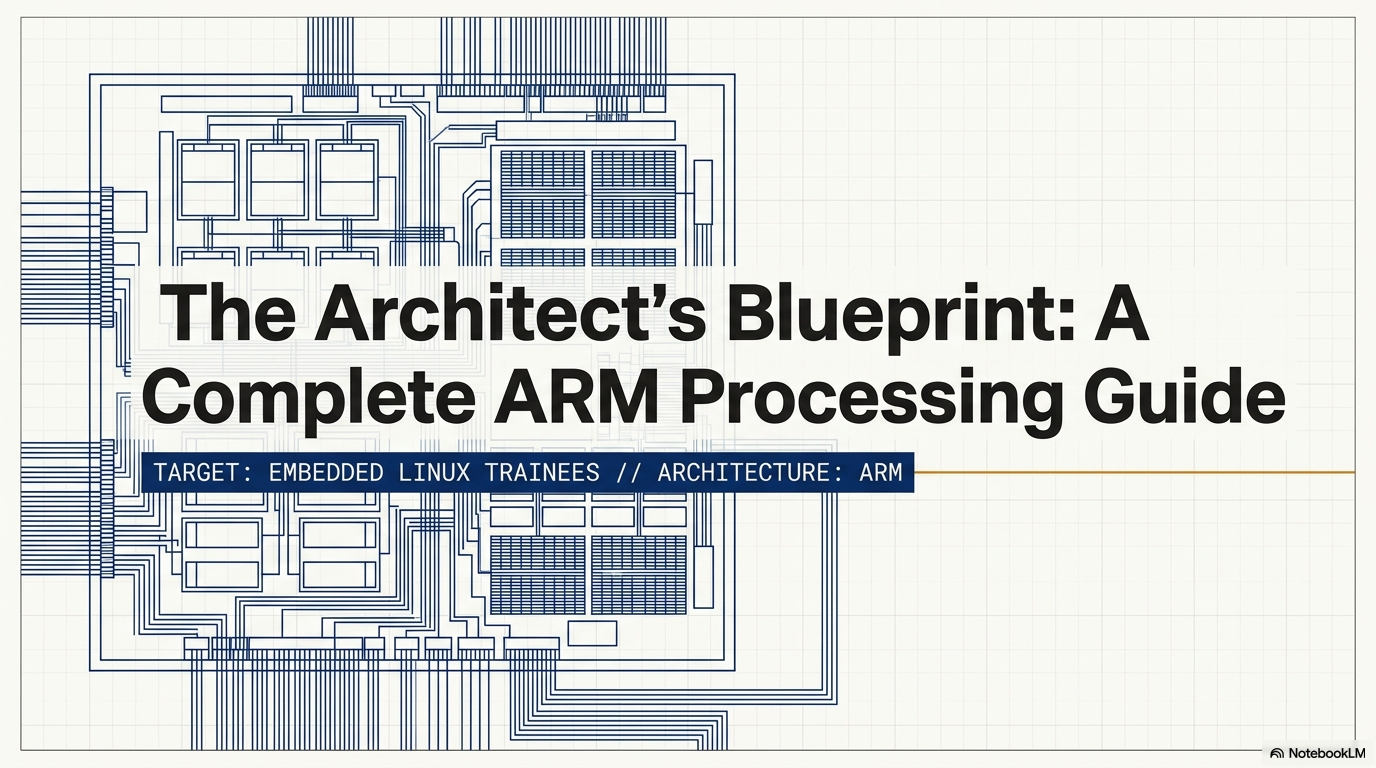 The Architect’s Blueprint: A
Complete ARM Processing Guide
TARGET: EMBEDDED LINUX TRAINEES // ARCHITECTURE: ARM
NotebookLM